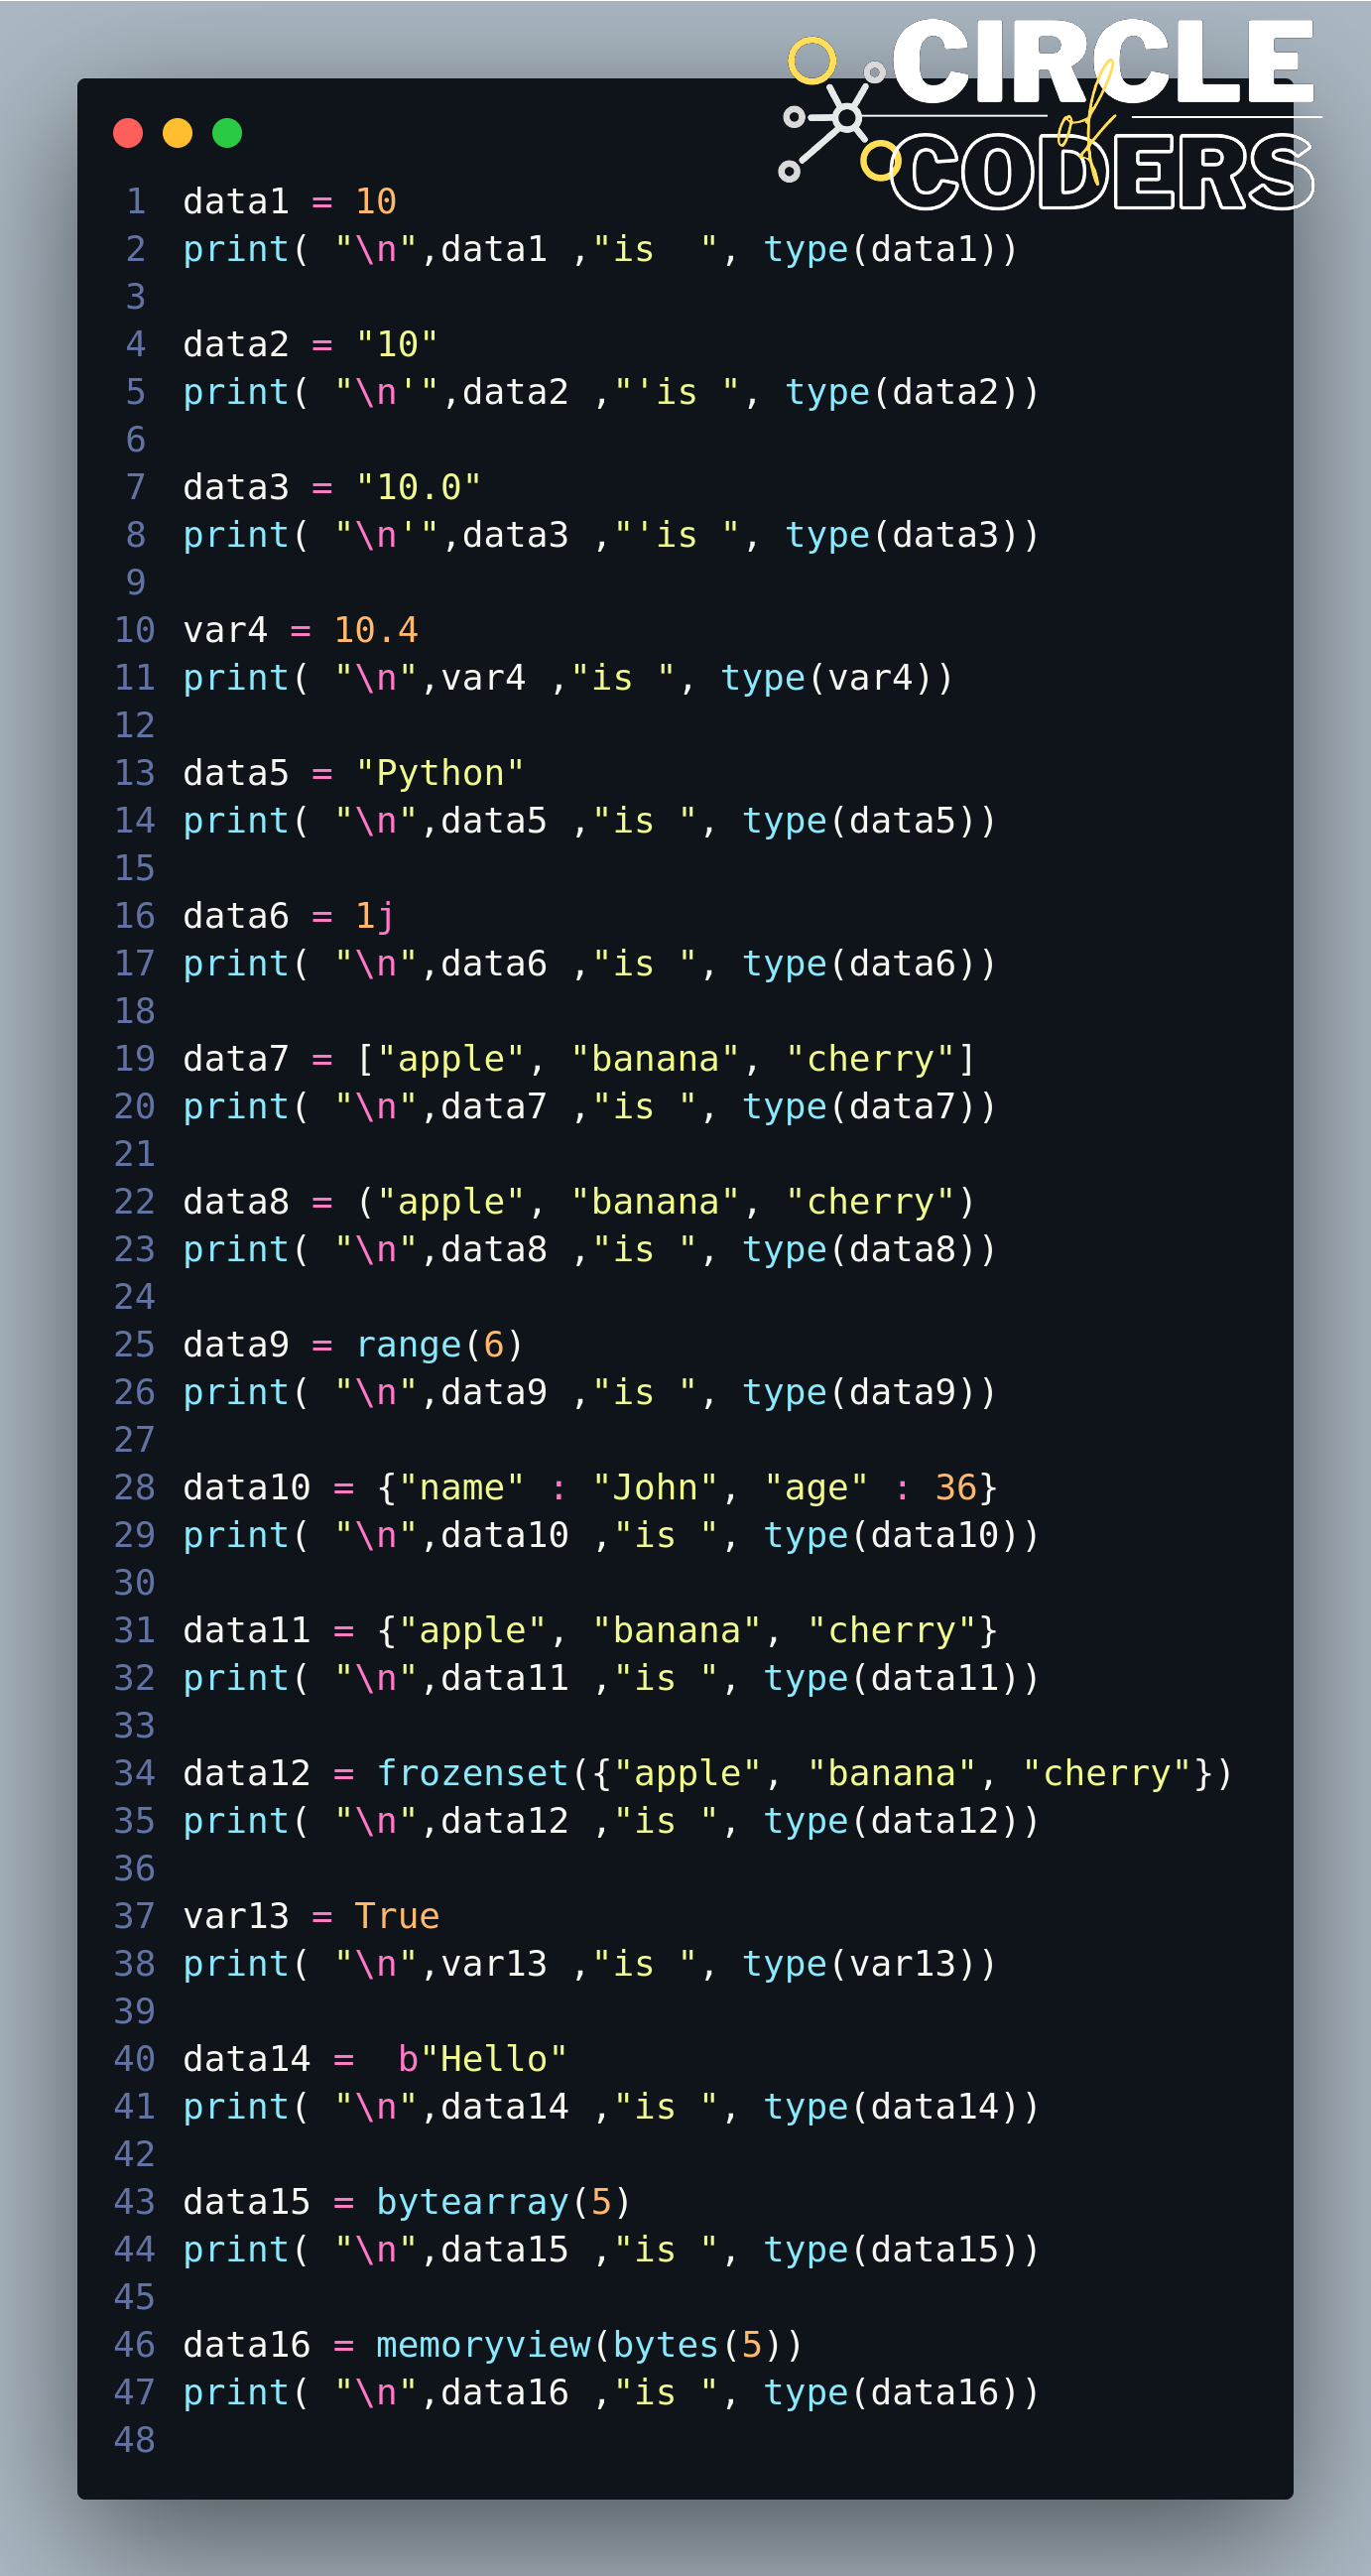 CIRCLE
of
CODERS
1 data1 = 10
2 print( "\n",data1 ,"is  ", type(data1))
3
4 data2 = "10"
5 print( "\n'",data2 ,"'is ", type(data2))
6
7 data3 = "10.0"
8 print( "\n'",data3 ,"'is ", type(data3))
9
10 var4 = 10.4
11 print( "\n",var4 ,"is ", type(var4))
12
13 data5 = "Python"
14 print( "\n",data5 ,"is ", type(data5))
15
16 data6 = 1j
17 print( "\n",data6 ,"is ", type(data6))
18
19 data7 = ["apple", "banana", "cherry"]
20 print( "\n",data7 ,"is ", type(data7))
21
22 data8 = ("apple", "banana", "cherry")
23 print( "\n",data8 ,"is ", type(data8))
24
25 data9 = range(6)
26 print( "\n",data9 ,"is ", type(data9))
27
28 data10 = {"name" : "John", "age" : 36}
29 print( "\n",data10 ,"is ", type(data10))
30
31 data11 = {"apple", "banana", "cherry"}
32 print( "\n",data11 ,"is ", type(data11))
33
34 data12 = frozenset({"apple", "banana", "cherry"})
35 print( "\n",data12 ,"is ", type(data12))
36
37 var13 = True
38 print( "\n",var13 ,"is ", type(var13))
39
40 data14 =  b"Hello"
41 print( "\n",data14 ,"is ", type(data14))
42
43 data15 = bytearray(5)
44 print( "\n",data15 ,"is ", type(data15))
45
46 data16 = memoryview(bytes(5))
47 print( "\n",data16 ,"is ", type(data16))
48